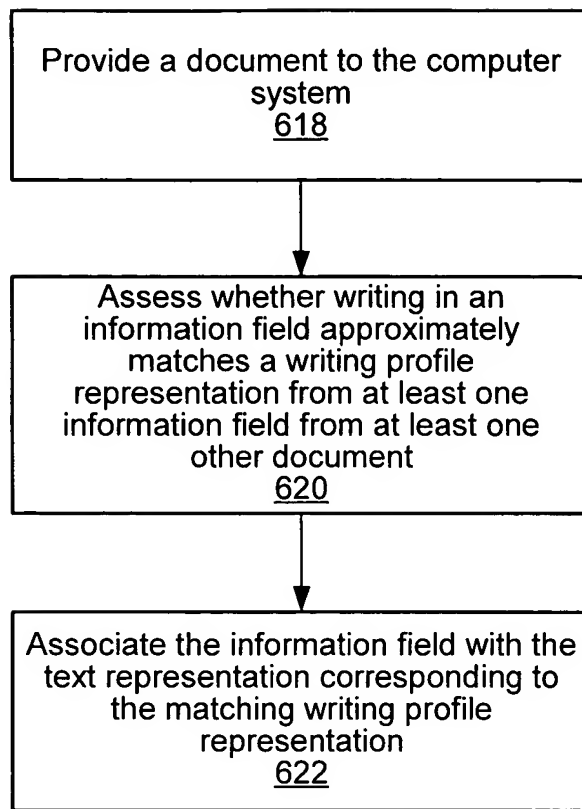 Provide a document to the computer
system
618
Assess whether writing in an
information field approximately
matches a writing profile
representation from at least one
information field from at least one
other document
620
Associate the information field with the
text representation corresponding to
the matching writing profile
representation
622